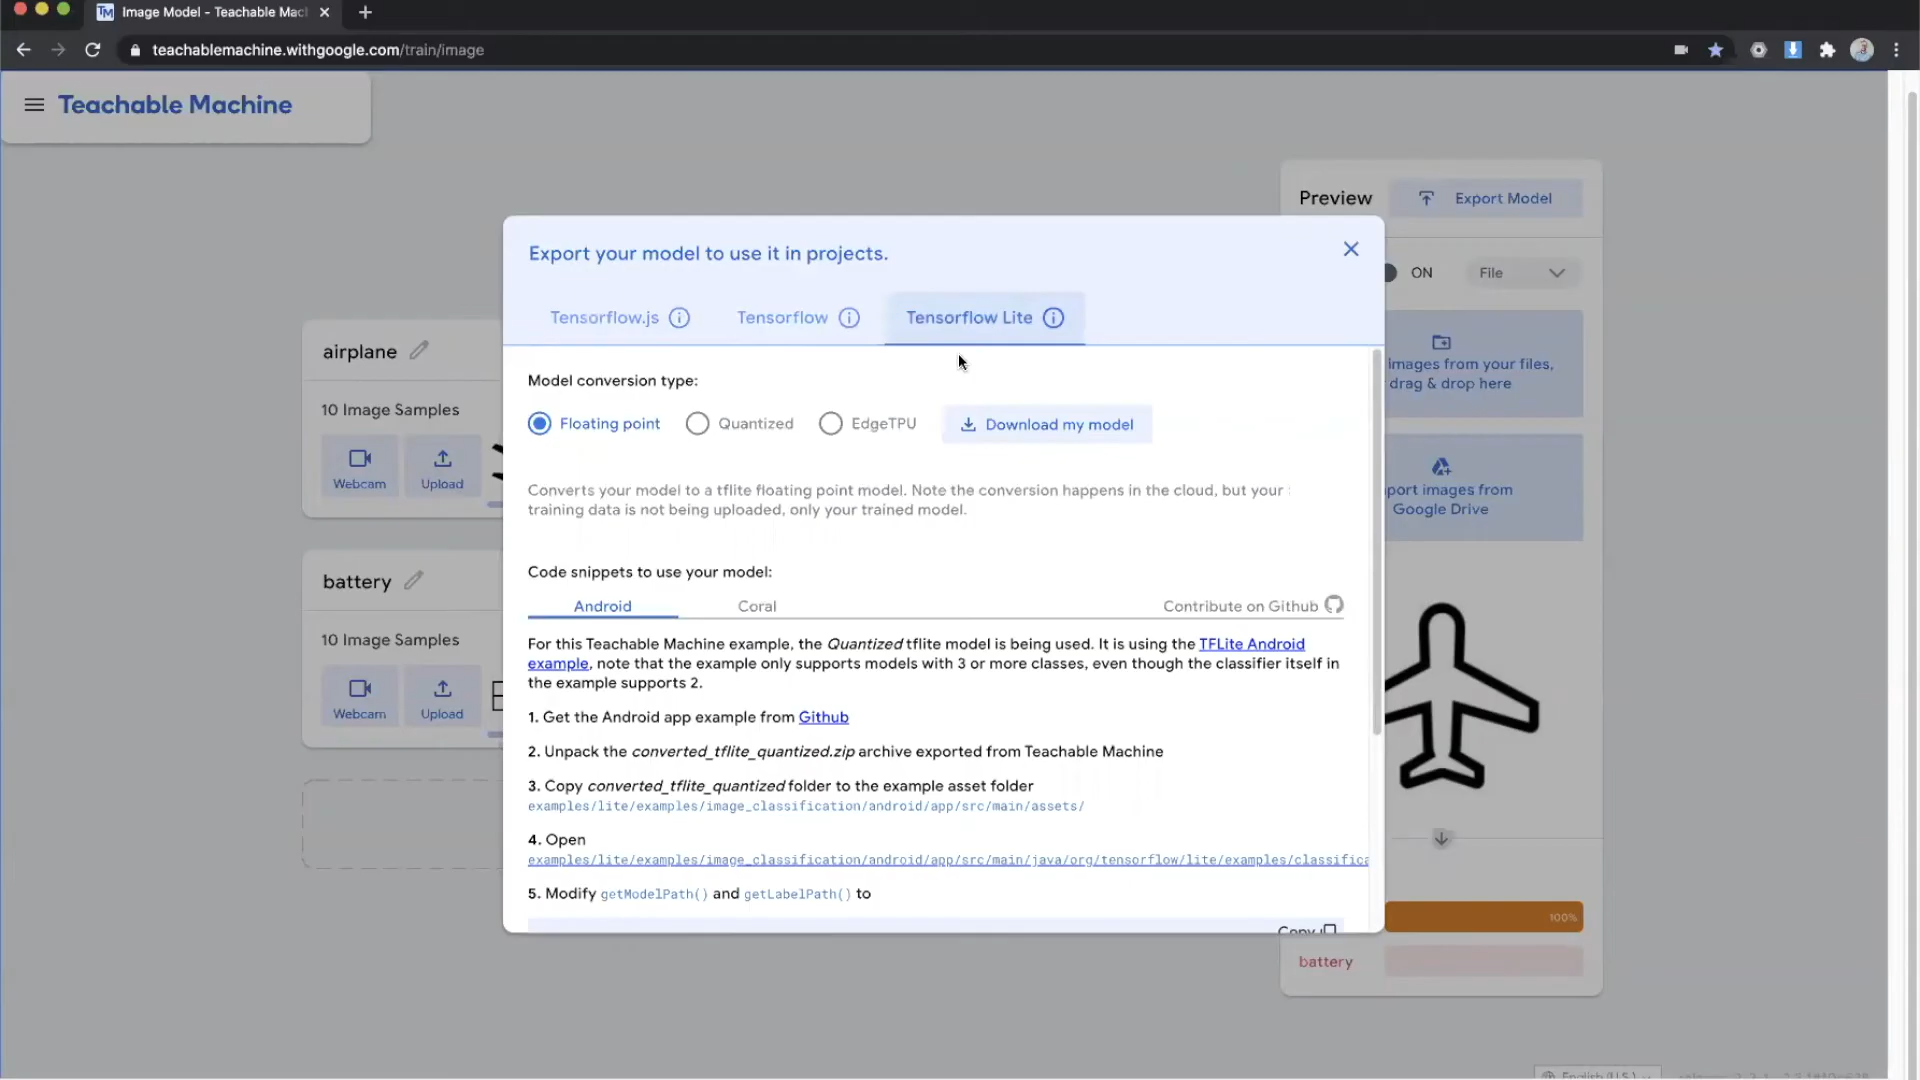 Image Model - Teachable Mac
teachablemachine.withgoogle.com/train/image
Teachable Machine
Preview
Export Model
Export your model to use it in projects.
ON
File
Tensorflow.js
Tensorflow
Tensorflow Lite
airplane
images from your files,
drag & drop here
Model conversion type:
10 Image Samples
Floating point
Quantized
EdgeTPU
Download my model
Webcam
Upload
Converts your model to a tflite floating point model. Note the conversion happens in the cloud, but your
training data is not being uploaded, only your trained model.
port images from
Google Drive
Code snippets to use your model:
battery
Android
Coral
Contribute on Github
10 Image Samples
For this Teachable Machine example, the Quantized tflite model is being used. It is using the TFLite Android
example, note that the example only supports models with 3 or more classes, even though the classifier itself in
the example supports 2.
Webcam
Upload
1. Get the Android app example from Github
2. Unpack the converted_tflite_quantized.zip archive exported from Teachable Machine
3. Copy converted_tflite_quantized folder to the example asset folder
examples/lite/examples/image_classification/android/app/src/main/assets/
4. Open
examples/lite/examples/image_classification/android/app/src/main/java/org/tensorflow/lite/examples/classifica
5. Modify getModelPath() and getLabelPath() to
Copy
100%
battery
English (U.S.)